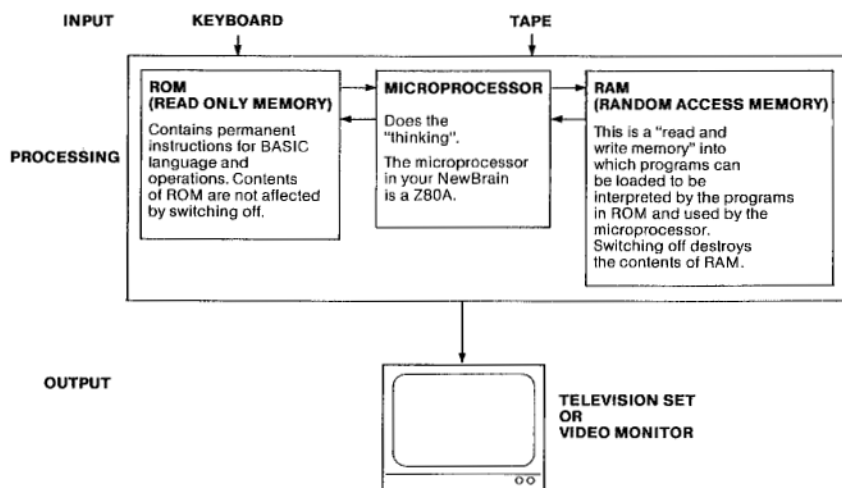 INPUT KEYBOARD TAPE
ROM
(READ ONLY MEMORY)
Contains permanent
instructions for BASIC
language and
operations. Contents
of ROM are not affected
by switching off.
MICROPROCESSOR
Does the
"thinking".
The microprocessor
in your NewBrain
is a Z80A.
RAM
(RANDOM ACCESS MEMORY)
This is a "read and
write memory" into
which programs can
be loaded to be
interpreted by the programs
in ROM and used by the
microprocessor.
Switching off destroys
the contents of RAM.
PROCESSING
OUTPUT
TELEVISION SET
OR
VIDEO MONITOR